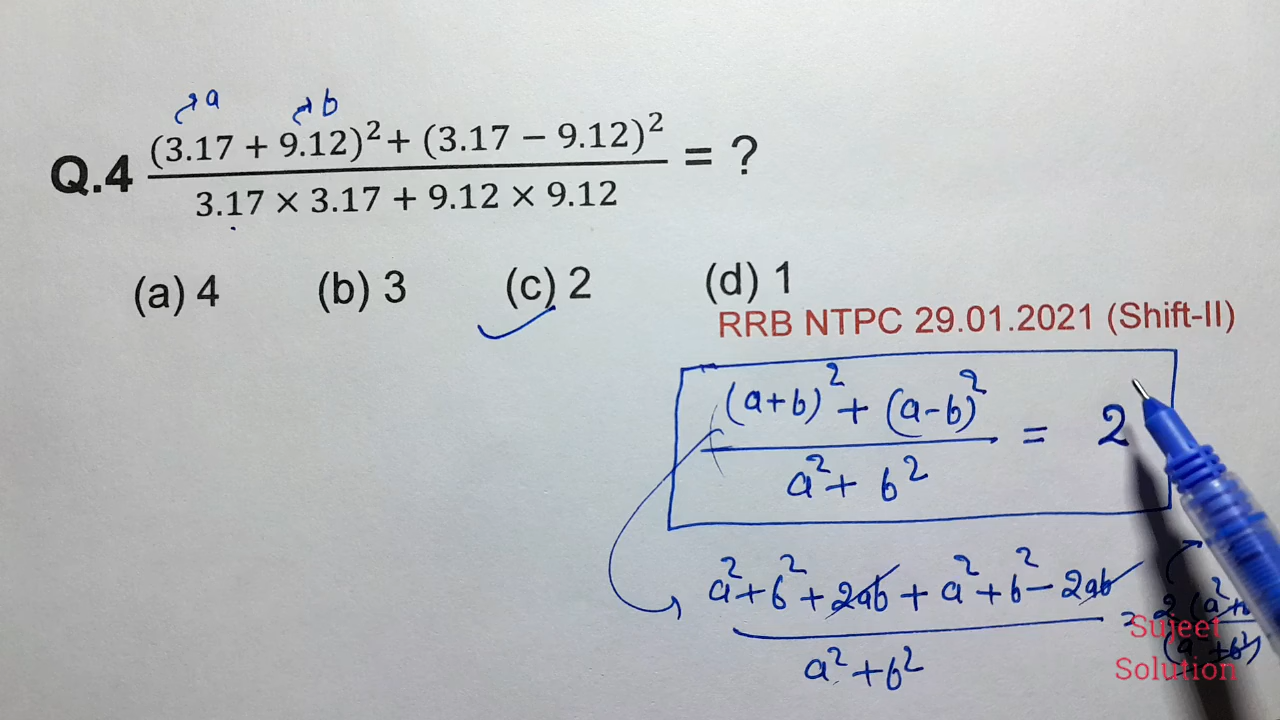 a b
Q.4 (3.17 + 9.12)² + (3.17 − 9.12)² = ?
3.17 × 3.17 + 9.12 × 9.12
(a) 4 (b) 3 (c) 2 (d) 1
RRB NTPC 29.01.2021 (Shift-II)
(a+b)² + (a-b)² = 2
a² + b²
a² + b² + 2ab + a² + b² - 2ab = 2
a² + b²
Sujeet
Solution